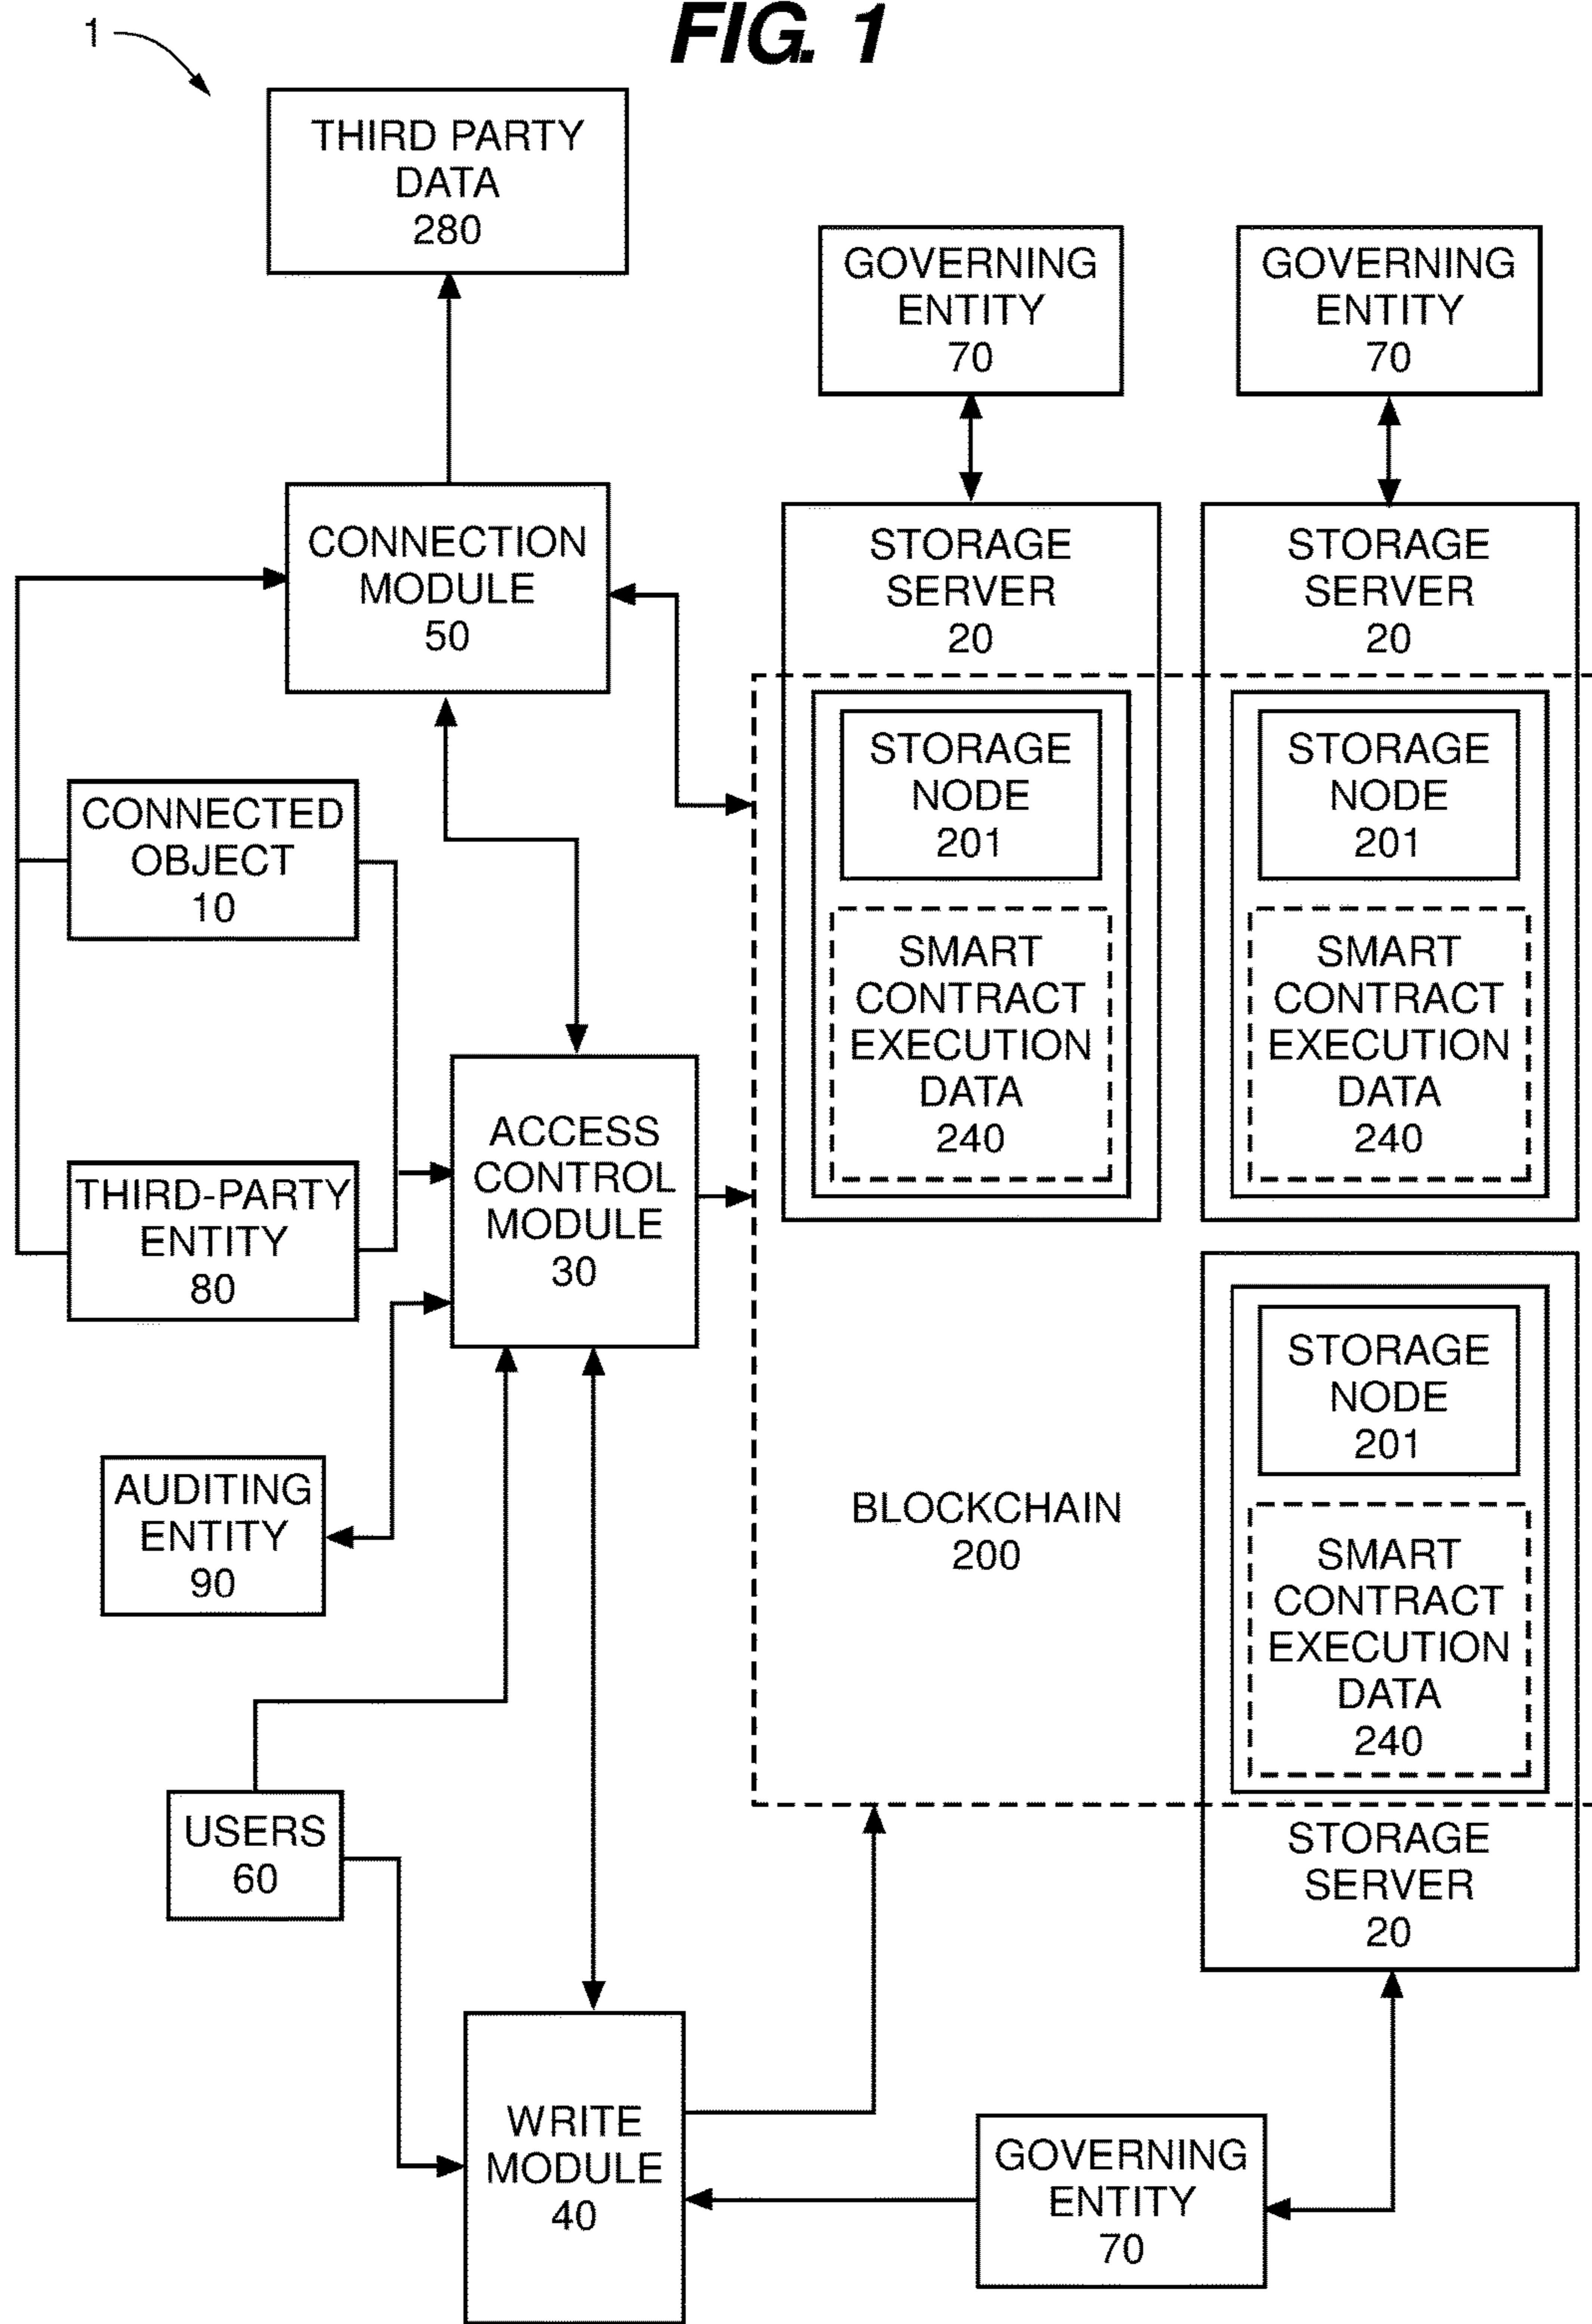 FIG. 1
1
THIRD PARTY
DATA
280
GOVERNING
ENTITY
70
GOVERNING
ENTITY
70
CONNECTION
MODULE
50
STORAGE
SERVER
20
STORAGE
SERVER
20
STORAGE
NODE
201
STORAGE
NODE
201
CONNECTED
OBJECT
10
SMART
CONTRACT
EXECUTION
DATA
240
SMART
CONTRACT
EXECUTION
DATA
240
ACCESS
CONTROL
MODULE
30
THIRD-PARTY
ENTITY
80
STORAGE
NODE
201
AUDITING
ENTITY
90
BLOCKCHAIN
200
SMART
CONTRACT
EXECUTION
DATA
240
USERS
60
STORAGE
SERVER
20
WRITE
MODULE
40
GOVERNING
ENTITY
70